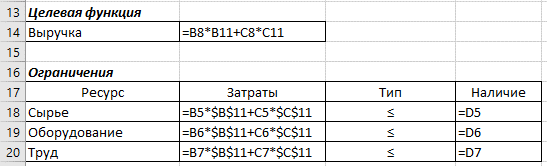 13 Целевая функция
14 Выручка =B8*B11+C8*C11
15
16 Ограничения
17 Ресурс Затраты Тип Наличие
18 Сырье =B5*$B$11+C5*$C$11 ≤ =D5
19 Оборудование =B6*$B$11+C6*$C$11 ≤ =D6
20 Труд =B7*$B$11+C7*$C$11 ≤ =D7